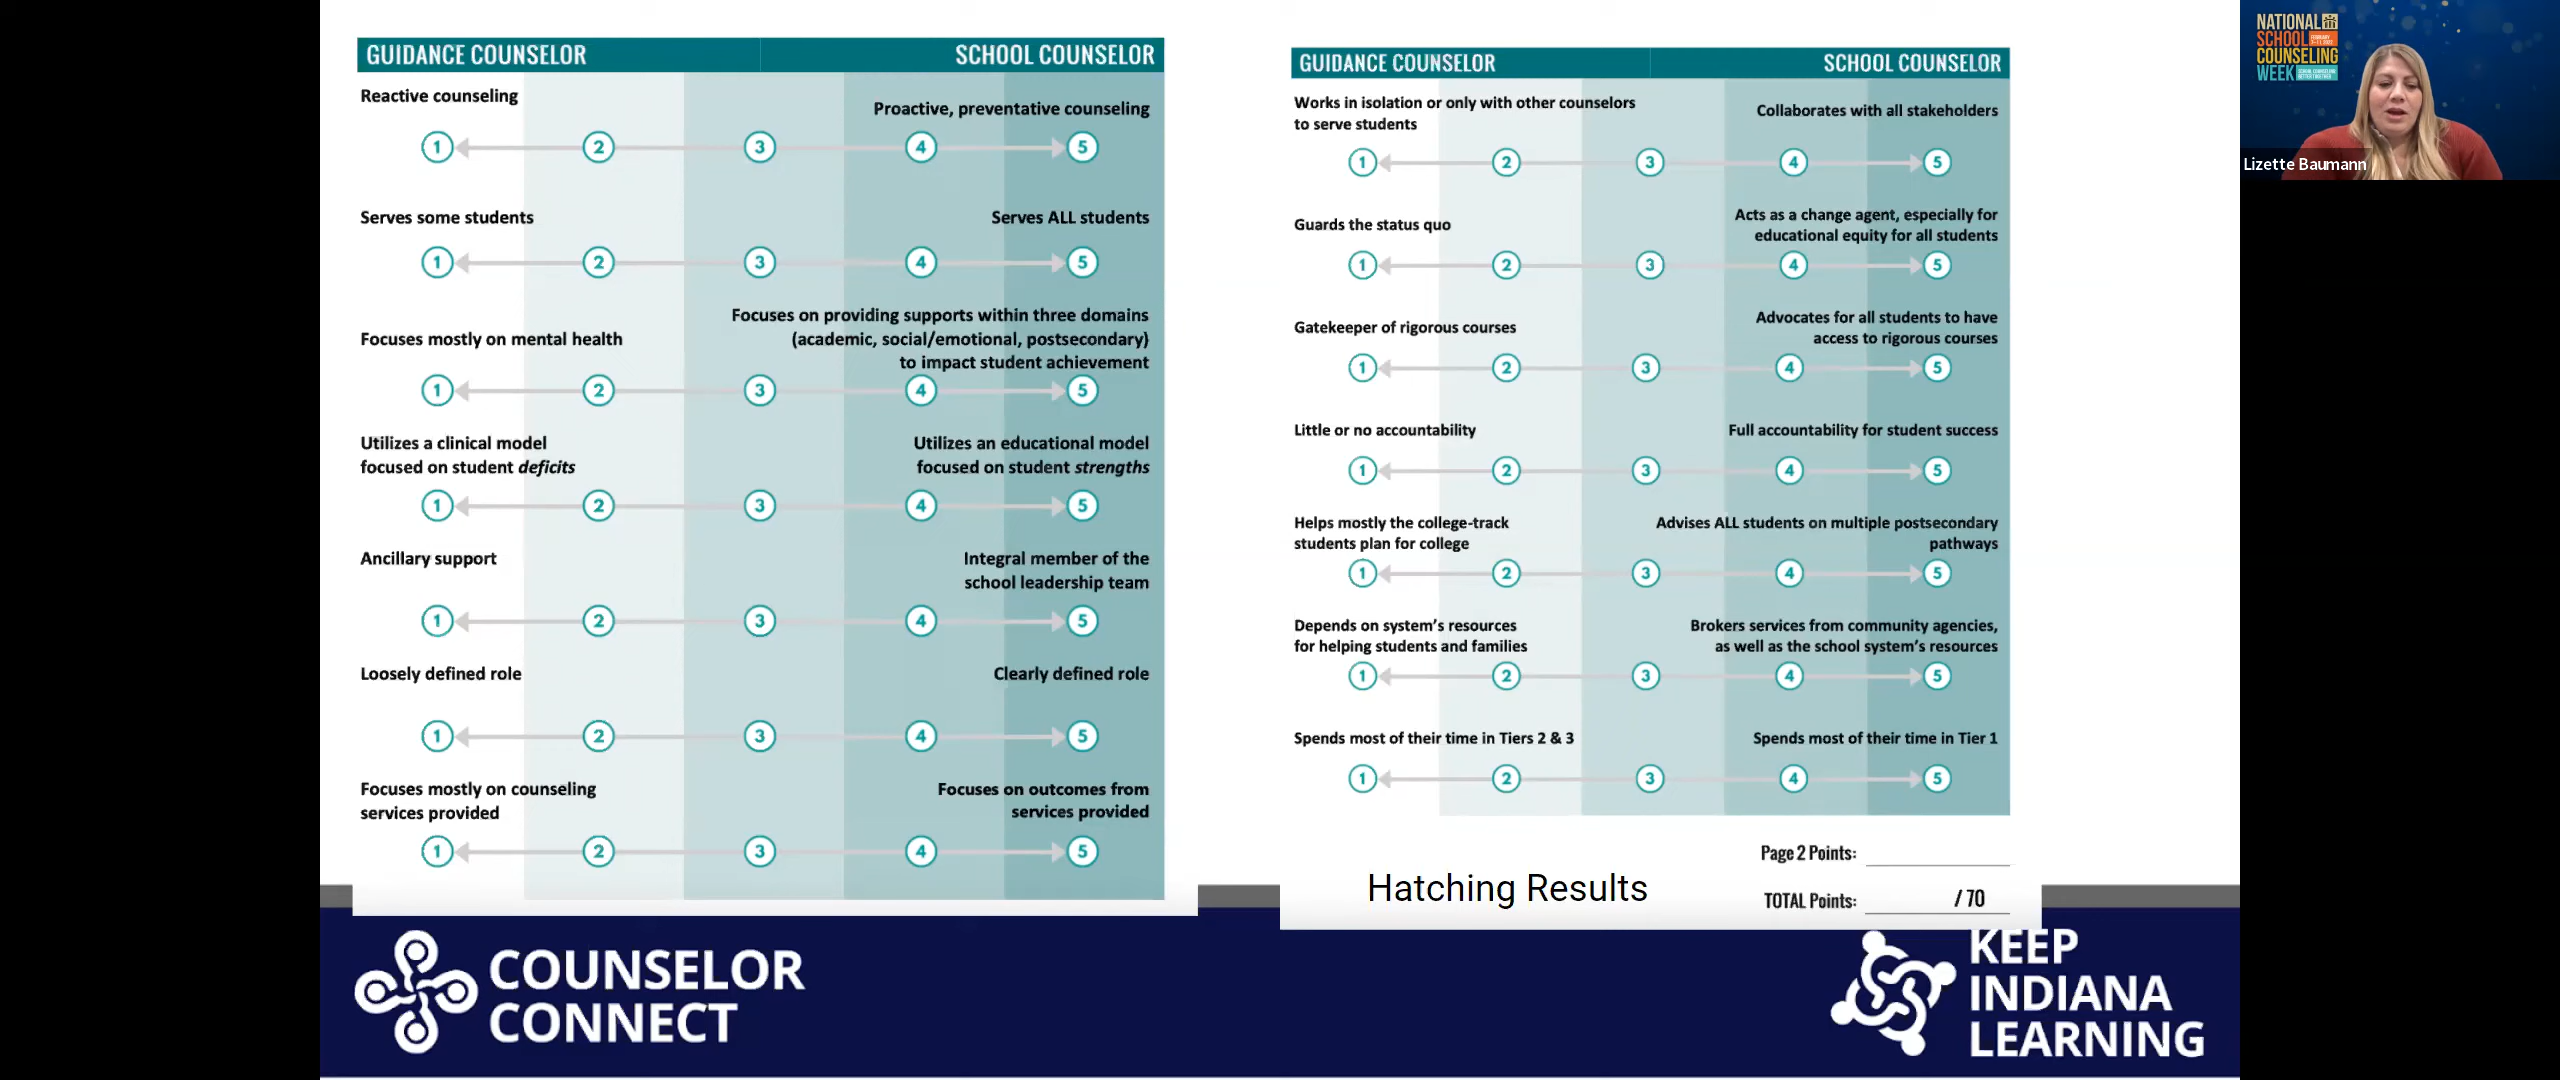 GUIDANCE COUNSELOR SCHOOL COUNSELOR
Reactive counseling
Proactive, preventative counseling
1 2 3 4 5
Serves some students Serves ALL students
1 2 3 4 5
Focuses on providing supports within three domains
Focuses mostly on mental health (academic, social/emotional, postsecondary)
to impact student achievement
1 2 3 4 5
Utilizes a clinical model Utilizes an educational model
focused on student deficits focused on student strengths
1 2 3 4 5
Ancillary support Integral member of the
school leadership team
1 2 3 4 5
Loosely defined role Clearly defined role
1 2 3 4 5
Focuses mostly on counseling Focuses on outcomes from
services provided services provided
1 2 3 4 5
GUIDANCE COUNSELOR SCHOOL COUNSELOR
Works in isolation or only with other counselors
Collaborates with all stakeholders
to serve students
1 2 3 4 5
Acts as a change agent, especially for
Guards the status quo
educational equity for all students
1 2 3 4 5
Advocates for all students to have
Gatekeeper of rigorous courses
access to rigorous courses
1 2 3 4 5
Little or no accountability Full accountability for student success
1 2 3 4 5
Helps mostly the college-track Advises ALL students on multiple postsecondary
students plan for college pathways
1 2 3 4 5
Depends on system's resources Brokers services from community agencies,
for helping students and families as well as the school system's resources
1 2 3 4 5
Spends most of their time in Tiers 2 & 3 Spends most of their time in Tier 1
1 2 3 4 5
Page 2 Points:
Hatching Results
TOTAL Points: / 70
COUNSELOR
CONNECT
KEEP
INDIANA
LEARNING
NATIONAL
SCHOOL
COUNSELING
WEEK
Lizette Baumann